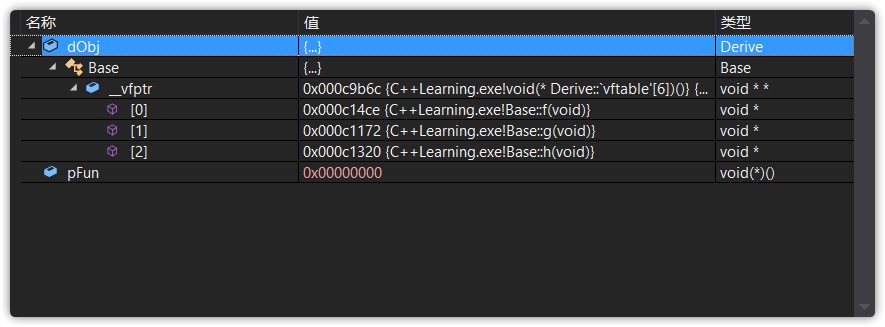 名称 值 类型
dObj {...} Derive
Base {...} Base
__vfptr 0x000c9b6c {C++Learning.exe!void(* Derive::`vftable'[6])()} {... void * *
[0] 0x000c14ce {C++Learning.exe!Base::f(void)} void *
[1] 0x000c1172 {C++Learning.exe!Base::g(void)} void *
[2] 0x000c1320 {C++Learning.exe!Base::h(void)} void *
pFun 0x00000000 void(*)()